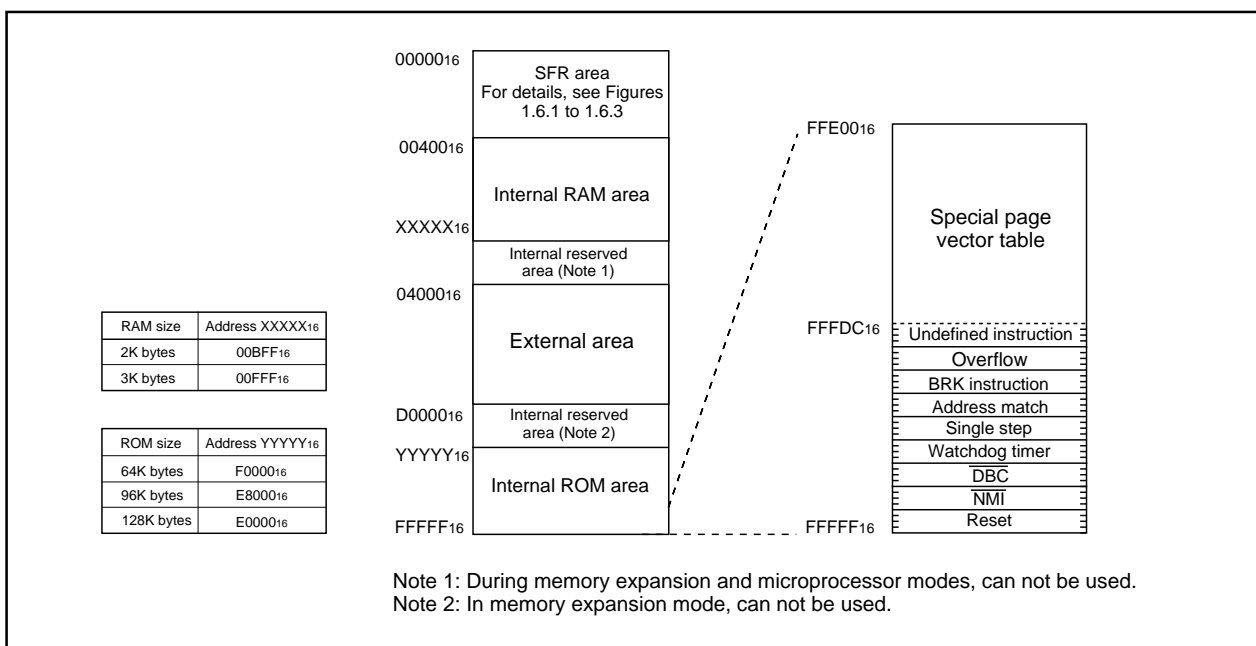 0000016
SFR area
For details, see Figures
1.6.1 to 1.6.3
0040016
Internal RAM area
XXXXX16
Internal reserved
area (Note 1)
0400016
External area
D000016
Internal reserved
area (Note 2)
YYYYY16
Internal ROM area
FFFFF16
RAM size Address XXXXX16
2K bytes 00BFF16
3K bytes 00FFF16
ROM size Address YYYYY16
64K bytes F000016
96K bytes E800016
128K bytes E000016
FFE0016
Special page
vector table
FFFDC16
Undefined instruction
Overflow
BRK instruction
Address match
Single step
Watchdog timer
DBC
NMI
Reset
FFFFF16
Note 1: During memory expansion and microprocessor modes, can not be used.
Note 2: In memory expansion mode, can not be used.